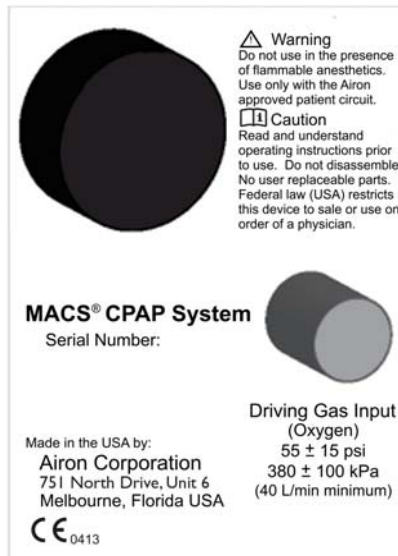 Warning
Do not use in the presence
of flammable anesthetics.
Use only with the Airon
approved patient circuit.
Caution
Read and understand
operating instructions prior
to use. Do not disassemble
No user replaceable parts.
Federal law (USA) restricts
this device to sale or use on
order of a physician.
MACS® CPAP System
Serial Number:
Driving Gas Input
(Oxygen)
55 ± 15 psi
380 ± 100 kPa
(40 L/min minimum)
Made in the USA by:
Airon Corporation
751 North Drive, Unit 6
Melbourne, Florida USA
CE 0413